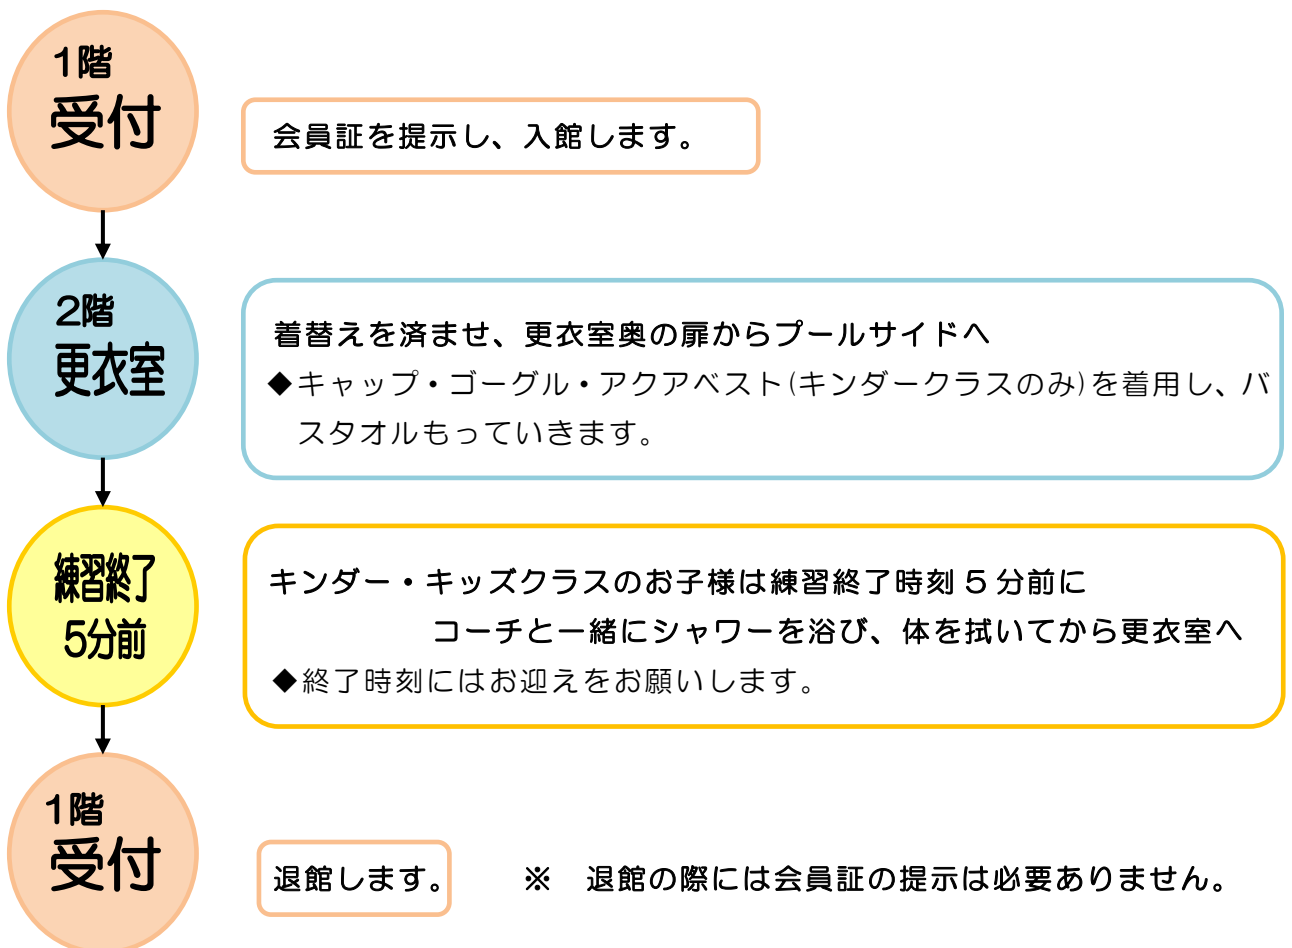 1階
受付
会員証を提示し、入館します。
2階
更衣室
着替えを済ませ、更衣室奥の扉からプールサイドへ
◆キャップ・ゴーグル・アクアベスト(キンダークラスのみ)を着用し、バ
スタオルもっていきます。
練習終了
5分前
キンダー・キッズクラスのお子様は練習終了時刻5分前に
コーチと一緒にシャワーを浴び、体を拭いてから更衣室へ
◆終了時刻にはお迎えをお願いします。
1階
受付
退館します。 ※ 退館の際には会員証の提示は必要ありません。